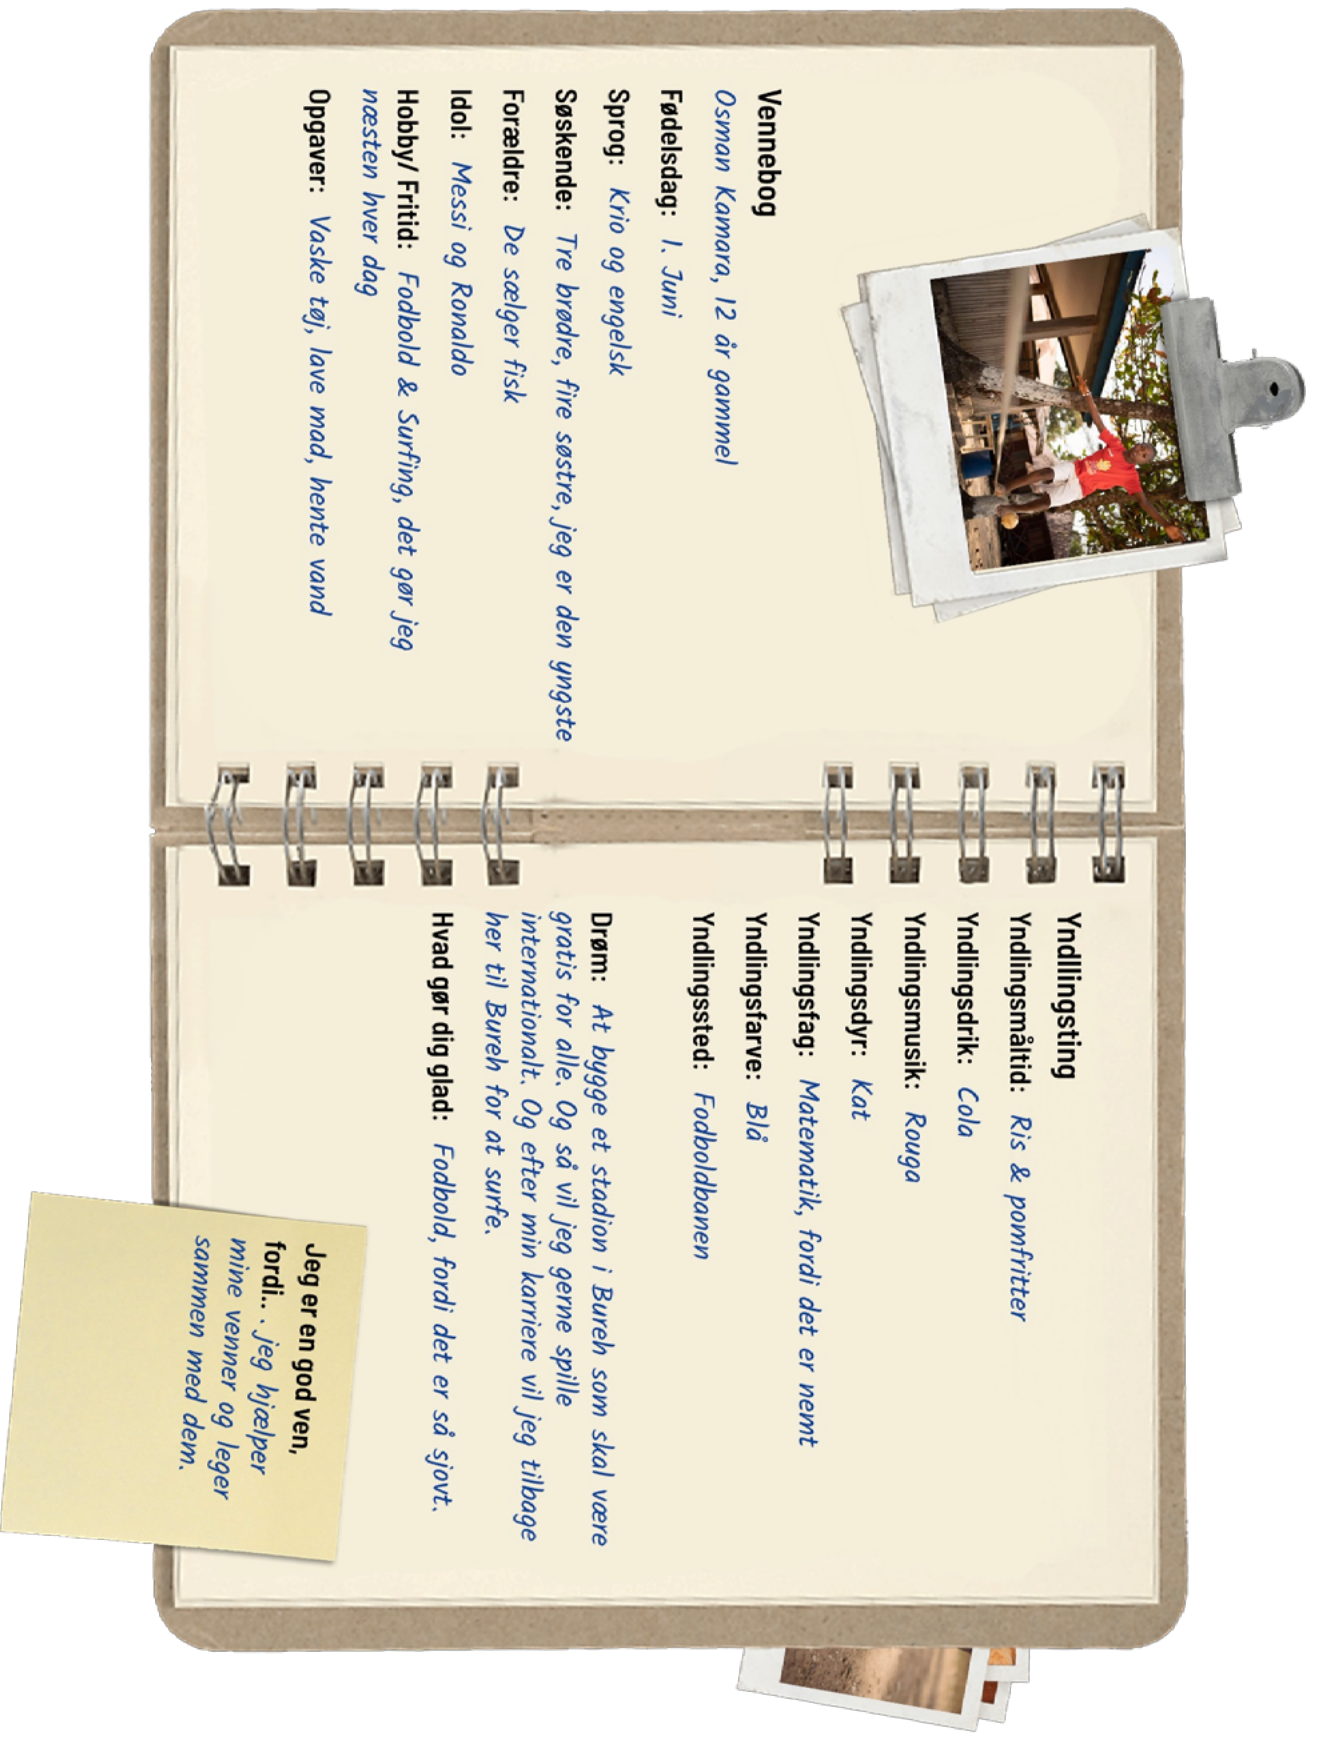 Vennebog
Osman Kamara, 12 år gammel
Fødelsdag: 1. Juni
Sprog: Krio og engelsk
Søskende: Tre brødre, fire søstre, jeg er den yngste
Forældre: De sælger fisk
Idol: Messi og Ronaldo
Hobby/ Fritid: Fodbold & Surfing, det gør jeg
næsten hver dag
Opgaver: Vaske tøj, lave mad, hente vand
Yndllingsting
Yndlingsmåltid: Ris & pomfritter
Yndlingsdrik: Cola
Yndlingsmusik: Rouga
Yndlingsdyr: Kat
Yndlingsfag: Matematik, fordi det er nemt
Yndlingsfarve: Blå
Yndlingssted: Fodboldbanen
Drøm: At bygge et stadion i Bureh som skal være
gratis for alle. Og så vil jeg gerne spille
internationalt. Og efter min karriere vil jeg tilbage
her til Bureh for at surfe.
Hvad gør dig glad: Fodbold, fordi det er så sjovt.
Jeg er en god ven,
fordi.. . jeg hjælper
mine venner og leger
sammen med dem.